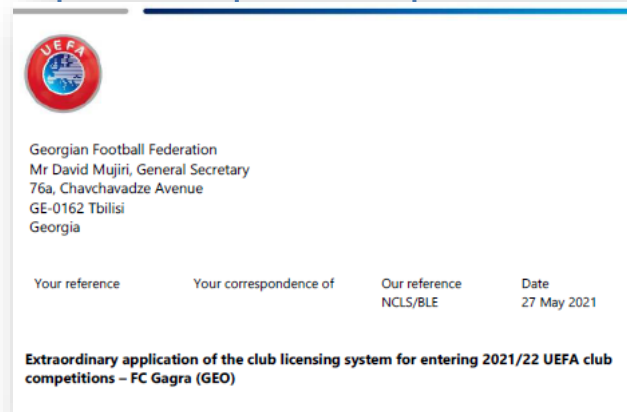 UEFA
Georgian Football Federation
Mr David Mujiri, General Secretary
76a, Chavchavadze Avenue
GE-0162 Tbilisi
Georgia
Your reference Your correspondence of Our reference Date
NCLS/BLE 27 May 2021
Extraordinary application of the club licensing system for entering 2021/22 UEFA club
competitions – FC Gagra (GEO)